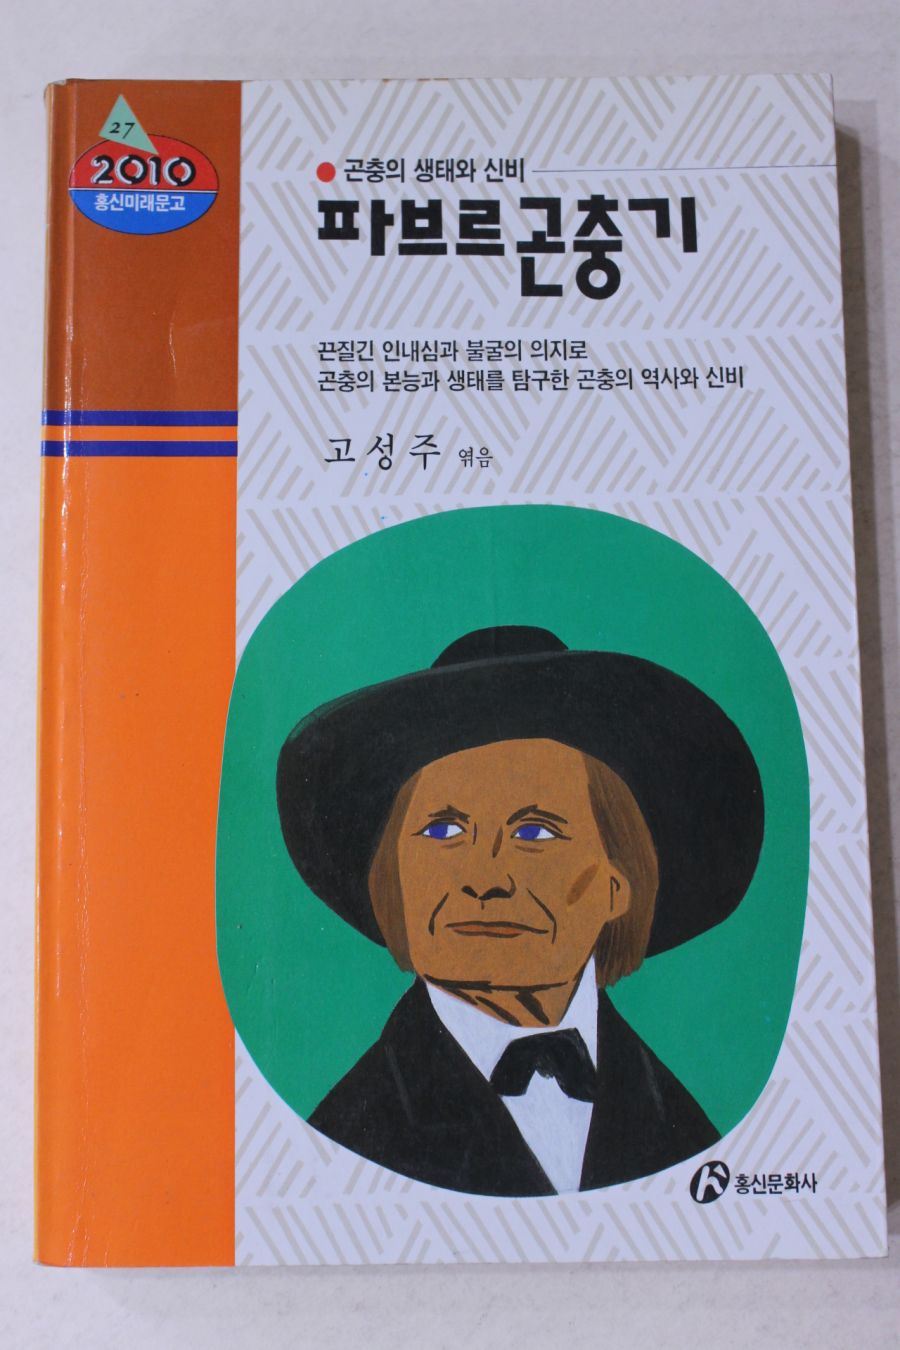 27
2010
홍신미래문고
곤충의 생태와 신비
파브르곤충기
끈질긴 인내심과 불굴의 의지로
곤충의 본능과 생태를 탐구한 곤충의 역사와 신비
고성주 엮음
홍신문화사